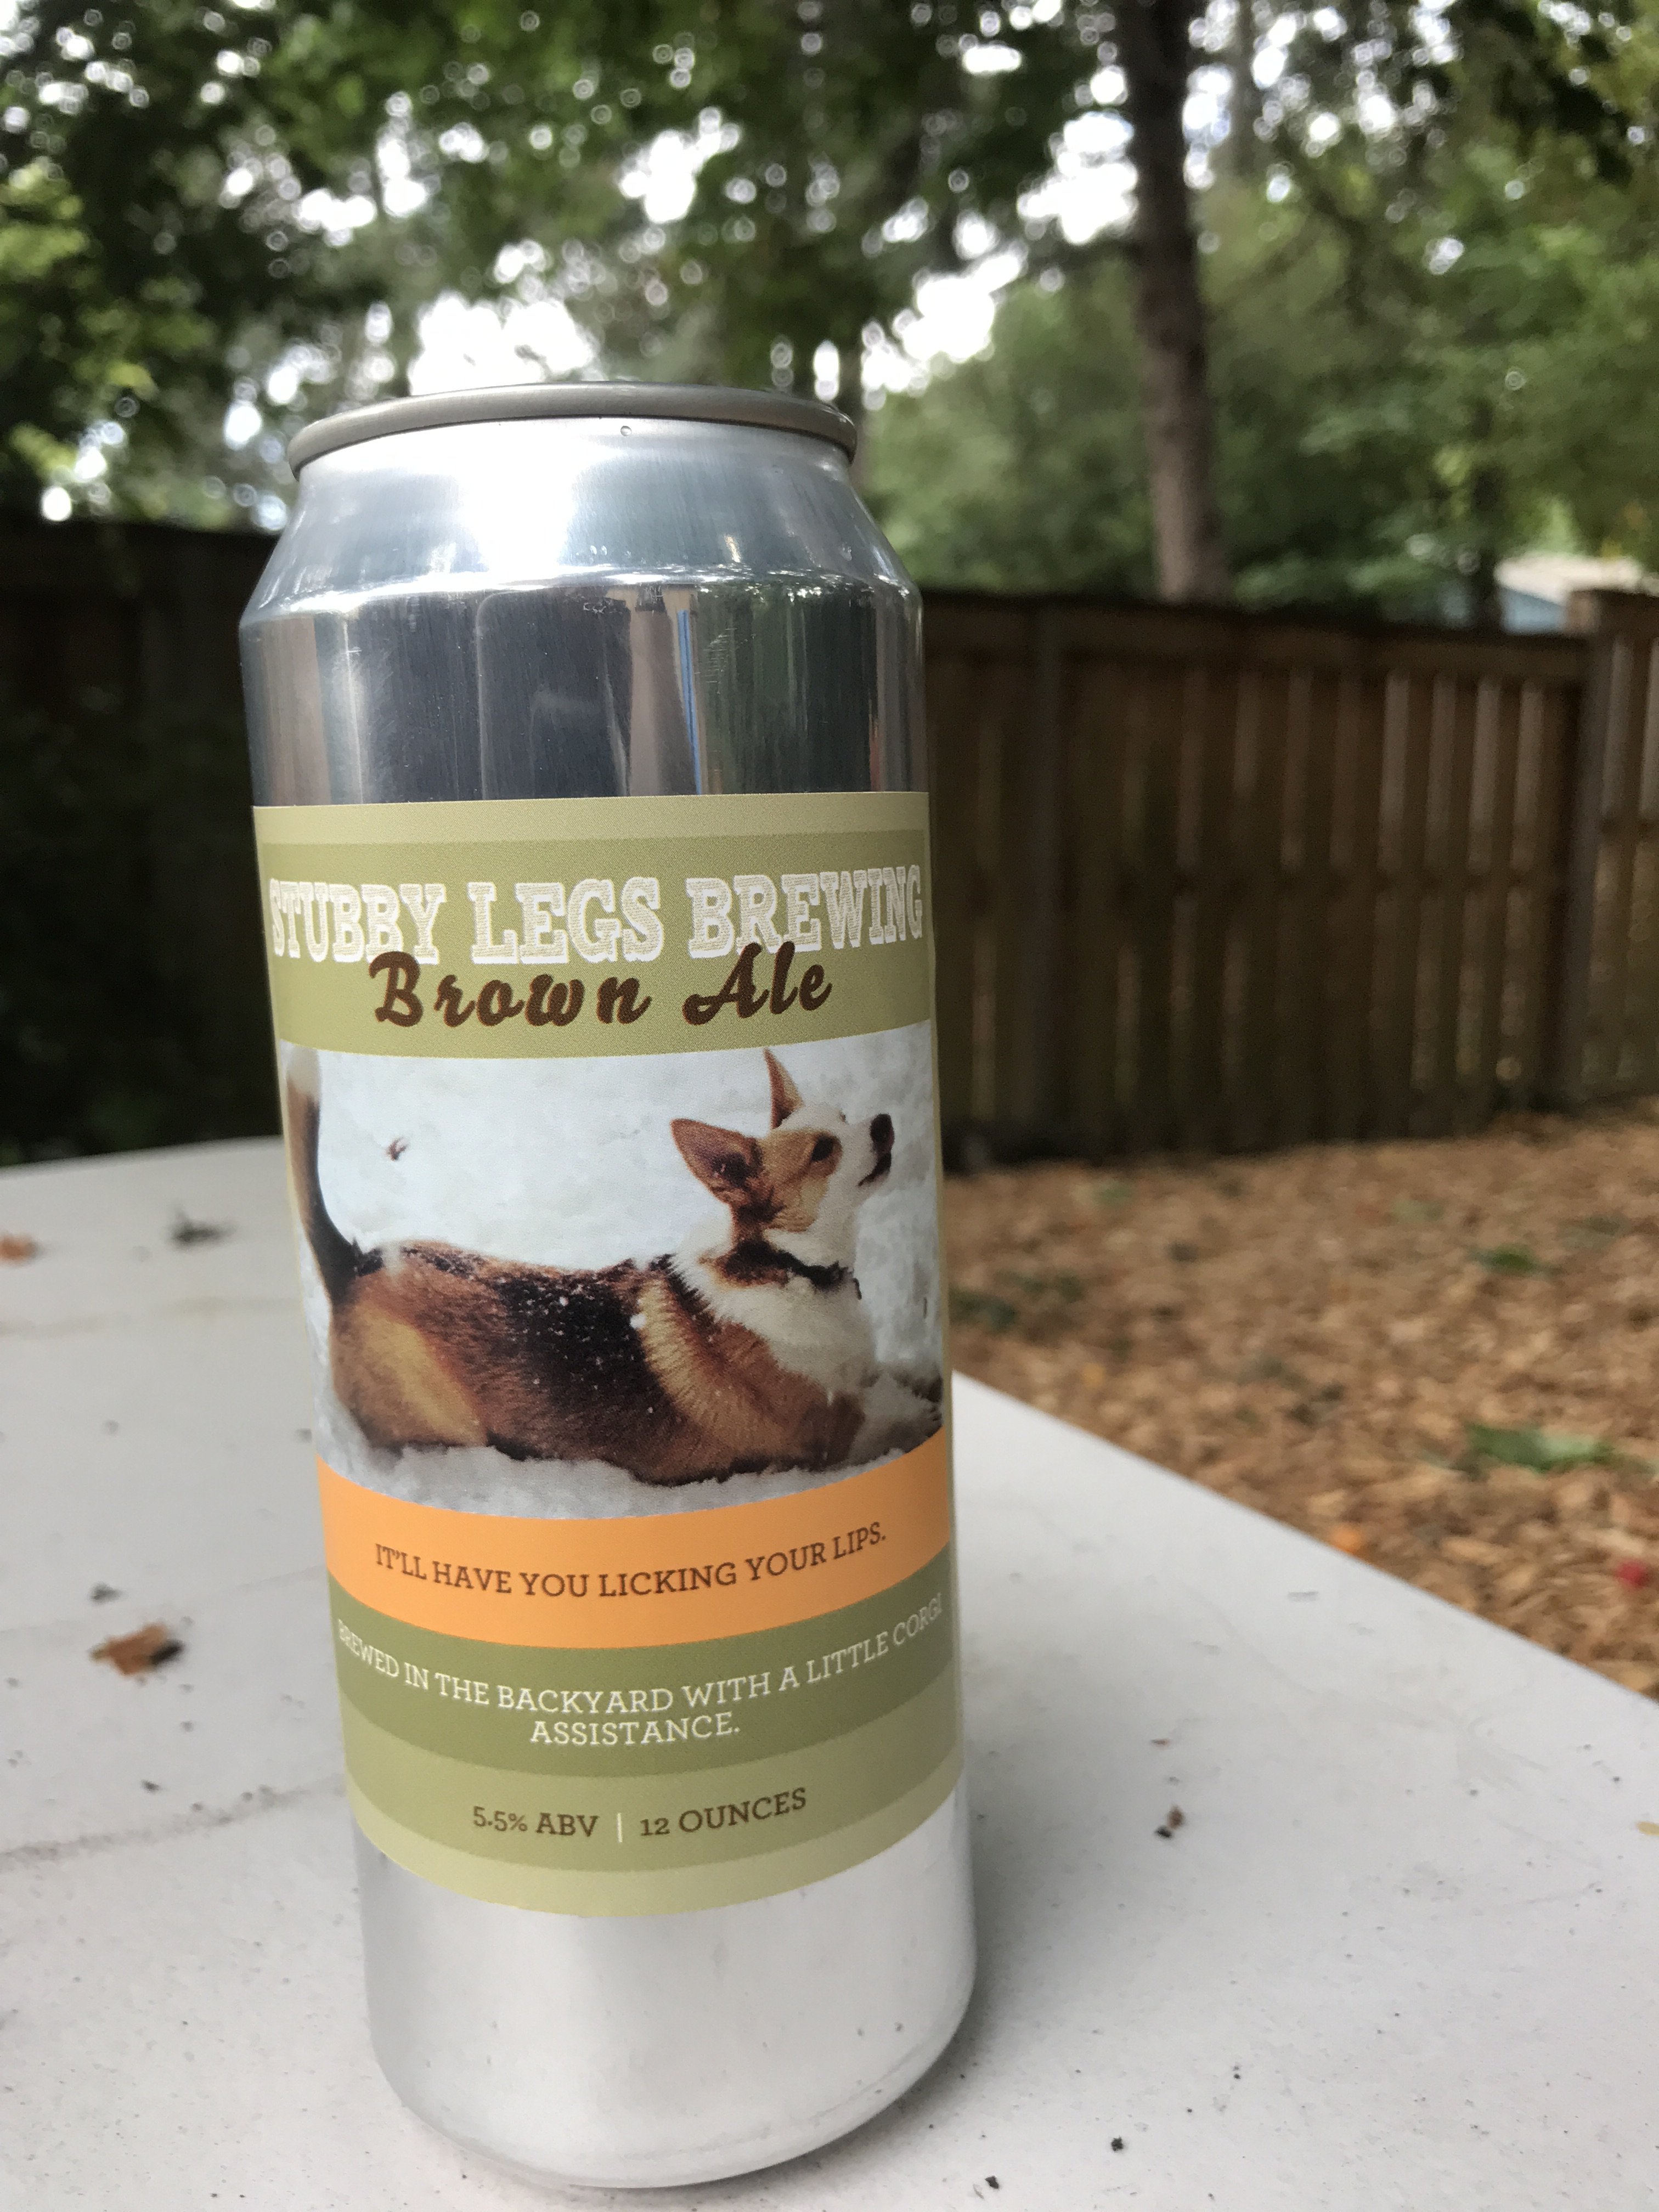 STUBBY LEGS BREWING
Brown Ale
IT'LL HAVE YOU LICKING YOUR LIPS.
BREWED IN THE BACKYARD WITH A LITTLE CORGI
ASSISTANCE.
5.5% ABV | 12 OUNCES